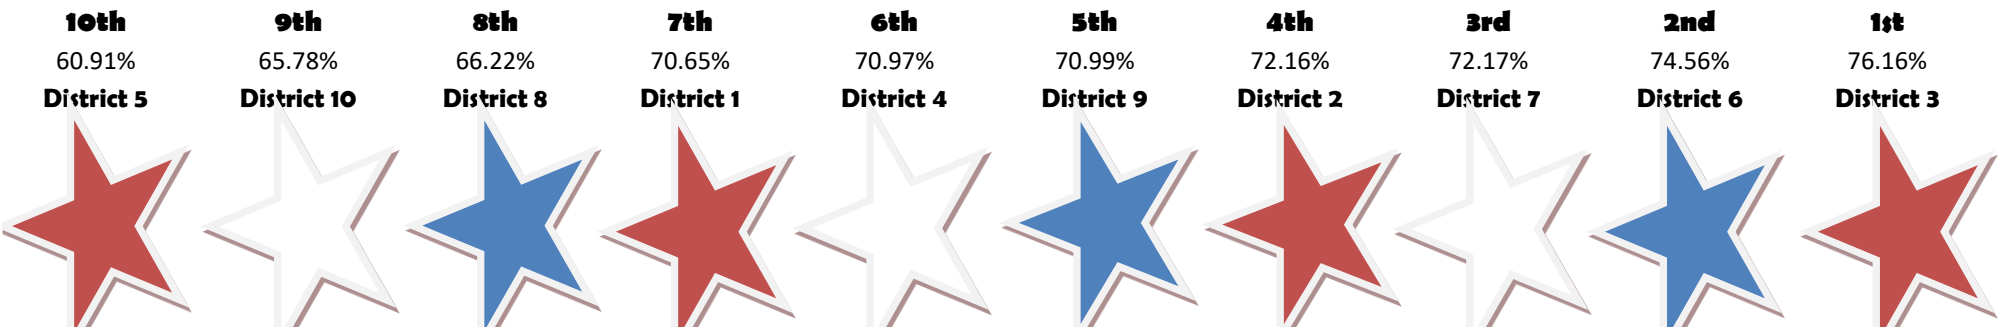 10th 9th 8th 7th 6th 5th 4th 3rd 2nd 1st
60.91% 65.78% 66.22% 70.65% 70.97% 70.99% 72.16% 72.17% 74.56% 76.16%
District 5 District 10 District 8 District 1 District 4 District 9 District 2 District 7 District 6 District 3